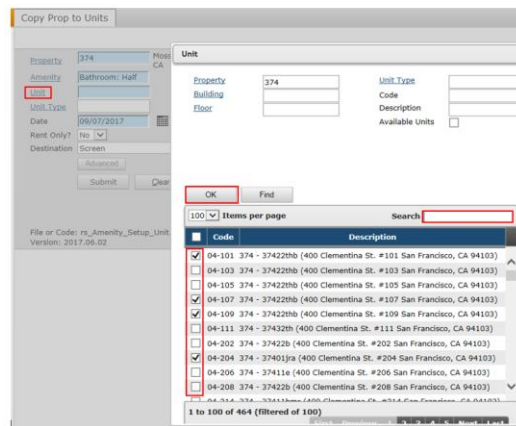 Copy Prop to Units
Property 374 Mose
CA
Amenity Bathroom: Half
Unit
Unit Type
Date 09/07/2017
Rent Only? No
Destination Screen
Advanced
Submit Clear
File or Code: rs_Amenity_Setup_Unit.
Version: 2017.06.02
Unit
Property 374 Unit Type
Building Code
Floor Description
Available Units
OK Find
100 Items per page Search
Code Description
04-101 374 - 37422thb (400 Clementina St. #101 San Francisco, CA 94103)
04-103 374 - 37422thb (400 Clementina St. #103 San Francisco, CA 94103)
04-105 374 - 37422thb (400 Clementina St. #105 San Francisco, CA 94103)
04-107 374 - 37422thb (400 Clementina St. #107 San Francisco, CA 94103)
04-109 374 - 37422thb (400 Clementina St. #109 San Francisco, CA 94103)
04-111 374 - 37432th (400 Clementina St. #111 San Francisco, CA 94103)
04-202 374 - 37422b (400 Clementina St. #202 San Francisco, CA 94103)
04-204 374 - 37401jra (400 Clementina St. #204 San Francisco, CA 94103)
04-206 374 - 37411e (400 Clementina St. #206 San Francisco, CA 94103)
04-208 374 - 37422b (400 Clementina St. #208 San Francisco, CA 94103)
1 to 100 of 464 (filtered of 100)